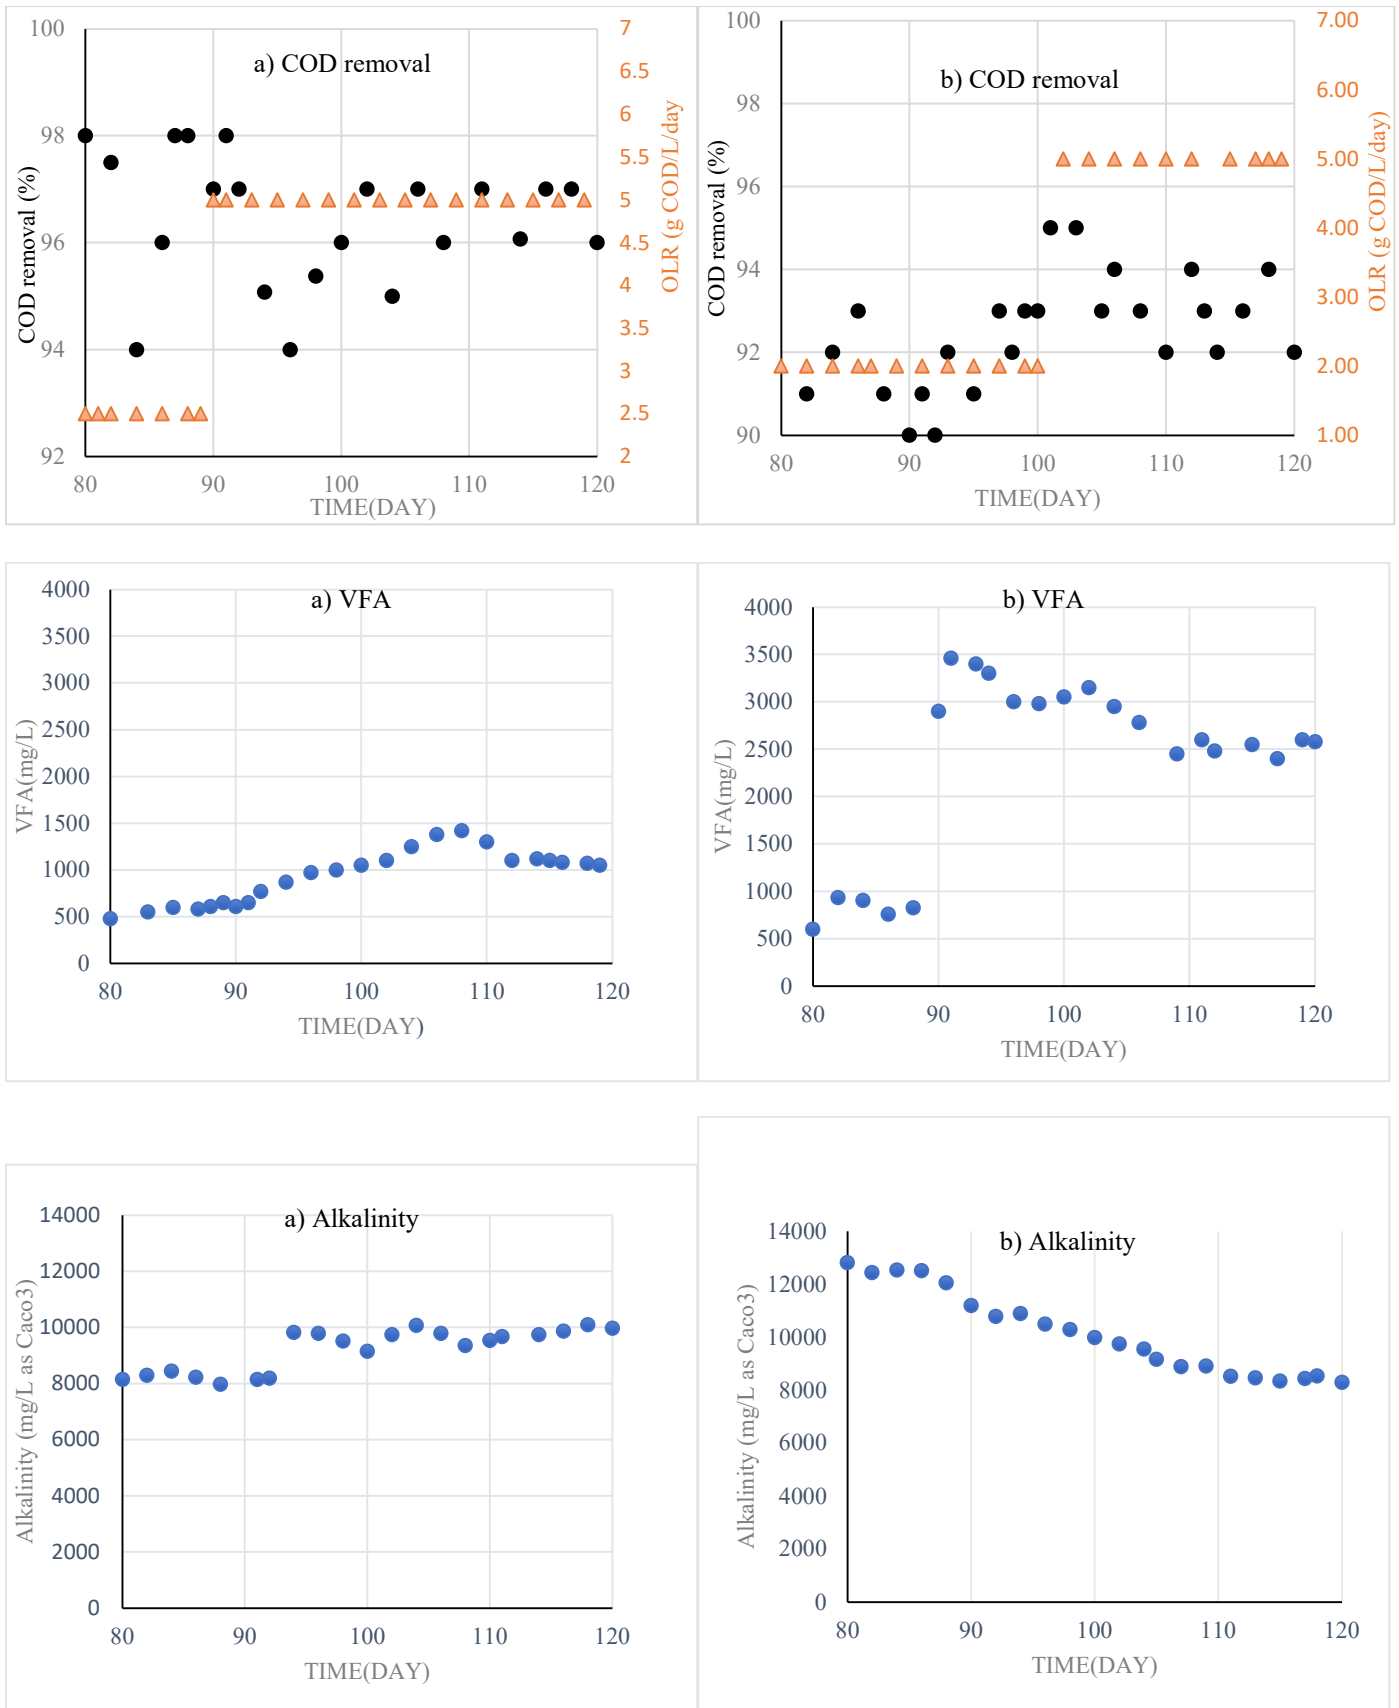 a) COD removal
100
98
96
94
92
COD removal (%)
7
6.5
6
5.5
5
4.5
4
3.5
3
2.5
2
OLR (g COD/L/day
80 90 100 110 120
TIME(DAY)
b) COD removal
100
98
96
94
92
90
COD removal (%)
7.00
6.00
5.00
4.00
3.00
2.00
1.00
OLR (g COD/L/day)
80 90 100 110 120
TIME(DAY)
a) VFA
4000
3500
3000
2500
2000
1500
1000
500
0
VFA(mg/L)
80 90 100 110 120
TIME(DAY)
b) VFA
4000
3500
3000
2500
2000
1500
1000
500
0
VFA(mg/L)
80 90 100 110 120
TIME(DAY)
a) Alkalinity
14000
12000
10000
8000
6000
4000
2000
0
Alkalinity (mg/L as Caco3)
80 90 100 110 120
TIME(DAY)
b) Alkalinity
14000
12000
10000
8000
6000
4000
2000
0
Alkalinity (mg/L as Caco3)
80 90 100 110 120
TIME(DAY)